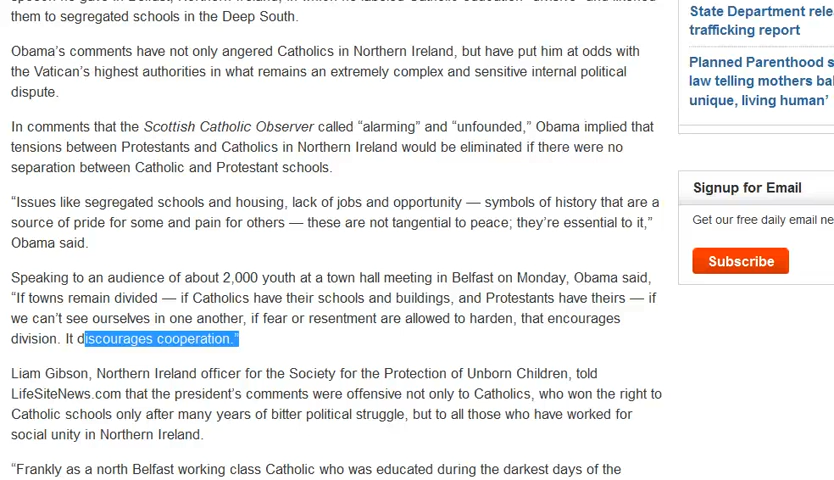 them to segregated schools in the Deep South.
Obama’s comments have not only angered Catholics in Northern Ireland, but have put him at odds with
the Vatican’s highest authorities in what remains an extremely complex and sensitive internal political
dispute.
In comments that the Scottish Catholic Observer called “alarming” and “unfounded,” Obama implied that
tensions between Protestants and Catholics in Northern Ireland would be eliminated if there were no
separation between Catholic and Protestant schools.
“Issues like segregated schools and housing, lack of jobs and opportunity — symbols of history that are a
source of pride for some and pain for others — these are not tangential to peace; they’re essential to it,”
Obama said.
Speaking to an audience of about 2,000 youth at a town hall meeting in Belfast on Monday, Obama said,
“If towns remain divided — if Catholics have their schools and buildings, and Protestants have theirs — if
we can’t see ourselves in one another, if fear or resentment are allowed to harden, that encourages
division. It discourages cooperation.”
Liam Gibson, Northern Ireland officer for the Society for the Protection of Unborn Children, told
LifeSiteNews.com that the president’s comments were offensive not only to Catholics, who won the right to
Catholic schools only after many years of bitter political struggle, but to all those who have worked for
social unity in Northern Ireland.
“Frankly as a north Belfast working class Catholic who was educated during the darkest days of the
State Department rele
trafficking report
Planned Parenthood s
law telling mothers ba
unique, living human’
Signup for Email
Get our free daily email ne
Subscribe